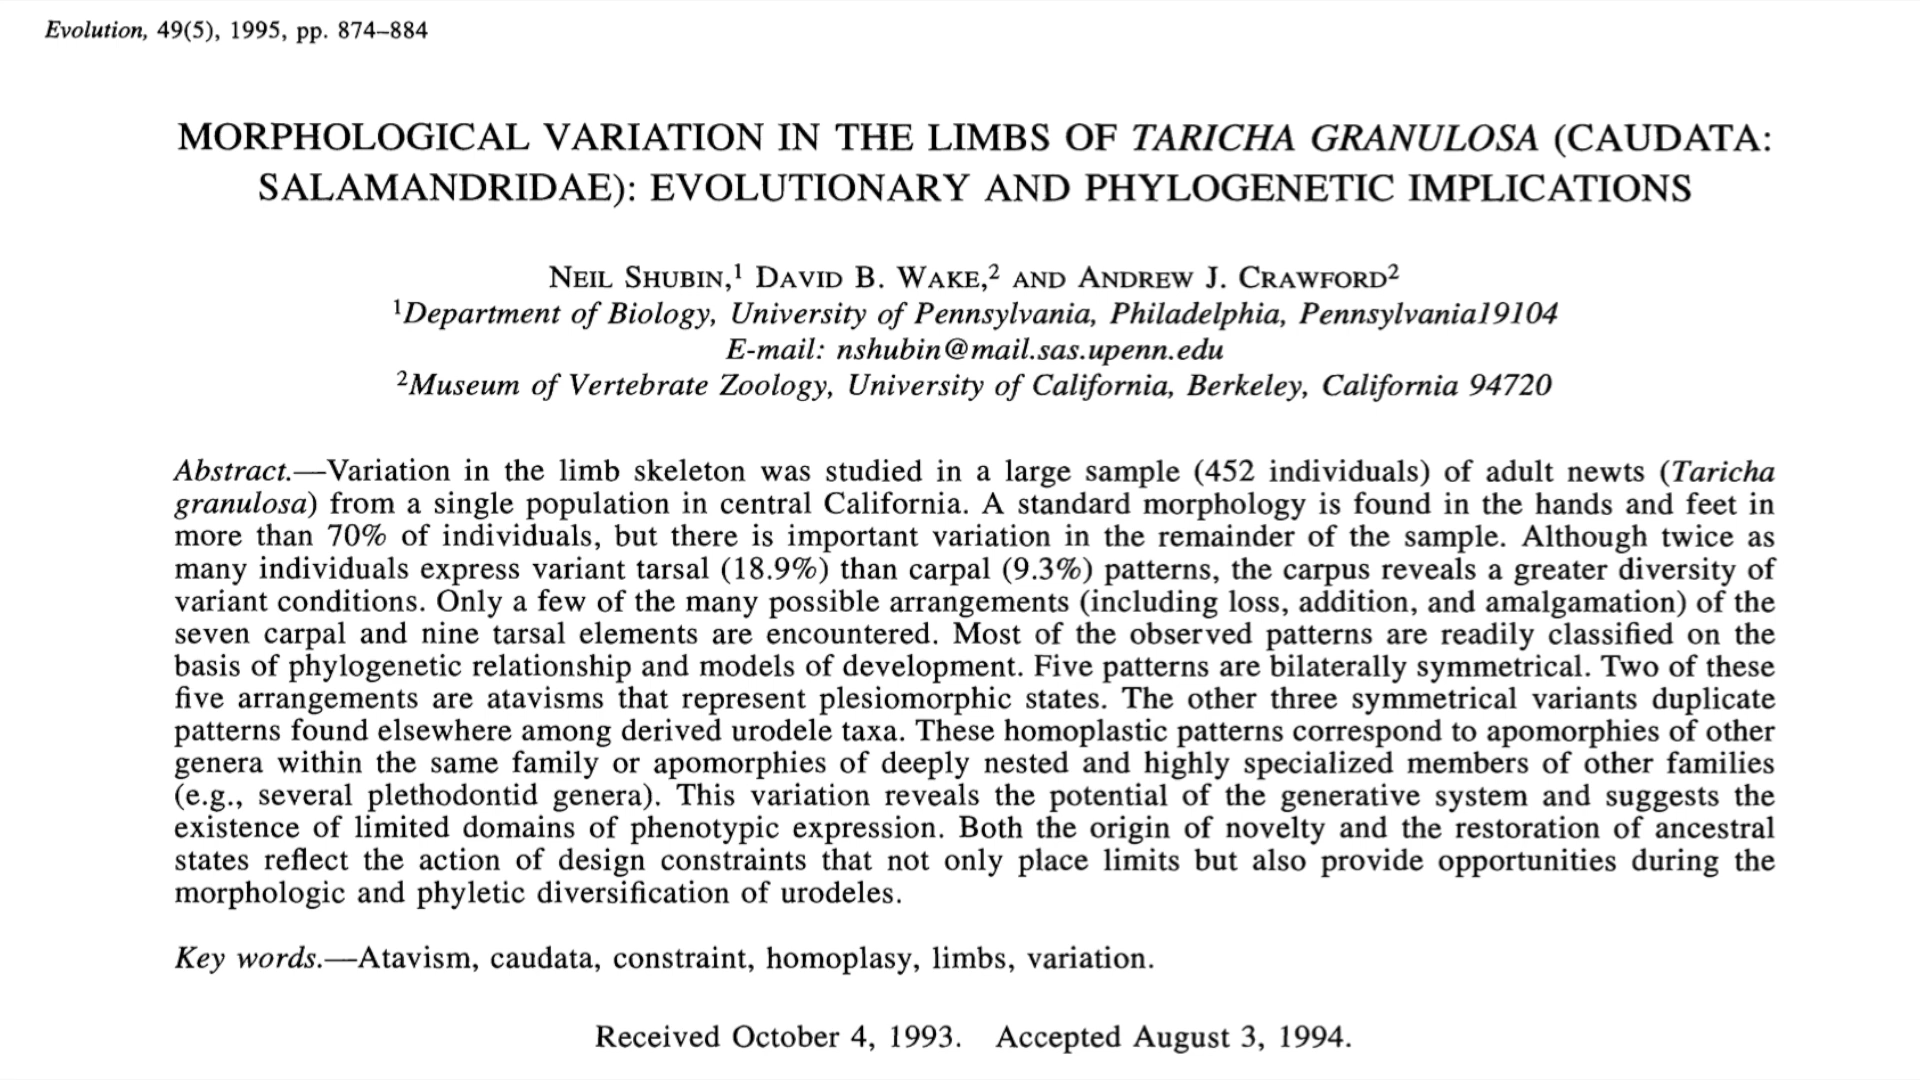 Evolution, 49(5), 1995, pp. 874–884
MORPHOLOGICAL VARIATION IN THE LIMBS OF TARICHA GRANULOSA (CAUDATA:
SALAMANDRIDAE): EVOLUTIONARY AND PHYLOGENETIC IMPLICATIONS
NEIL SHUBIN,1 DAVID B. WAKE,2 AND ANDREW J. CRAWFORD2
1Department of Biology, University of Pennsylvania, Philadelphia, Pennsylvania19104
E-mail: nshubin@mail.sas.upenn.edu
2Museum of Vertebrate Zoology, University of California, Berkeley, California 94720
Abstract.—Variation in the limb skeleton was studied in a large sample (452 individuals) of adult newts (Taricha
granulosa) from a single population in central California. A standard morphology is found in the hands and feet in
more than 70% of individuals, but there is important variation in the remainder of the sample. Although twice as
many individuals express variant tarsal (18.9%) than carpal (9.3%) patterns, the carpus reveals a greater diversity of
variant conditions. Only a few of the many possible arrangements (including loss, addition, and amalgamation) of the
seven carpal and nine tarsal elements are encountered. Most of the observed patterns are readily classified on the
basis of phylogenetic relationship and models of development. Five patterns are bilaterally symmetrical. Two of these
five arrangements are atavisms that represent plesiomorphic states. The other three symmetrical variants duplicate
patterns found elsewhere among derived urodele taxa. These homoplastic patterns correspond to apomorphies of other
genera within the same family or apomorphies of deeply nested and highly specialized members of other families
(e.g., several plethodontid genera). This variation reveals the potential of the generative system and suggests the
existence of limited domains of phenotypic expression. Both the origin of novelty and the restoration of ancestral
states reflect the action of design constraints that not only place limits but also provide opportunities during the
morphologic and phyletic diversification of urodeles.
Key words.—Atavism, caudata, constraint, homoplasy, limbs, variation.
Received October 4, 1993. Accepted August 3, 1994.